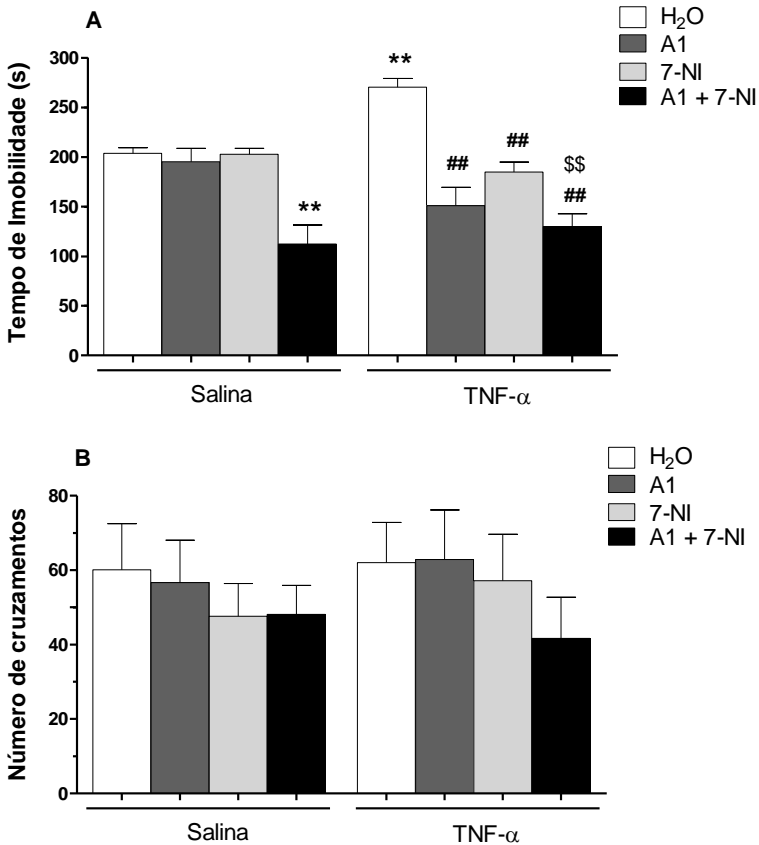 A
H₂O
A1
7-NI
A1 + 7-NI
Tempo de Imobilidade (s)
300
250
200
150
100
50
0
**
**
##
##
$$
##
Salina
TNF-α
B
H₂O
A1
7-NI
A1 + 7-NI
Número de cruzamentos
80
60
40
20
0
Salina
TNF-α